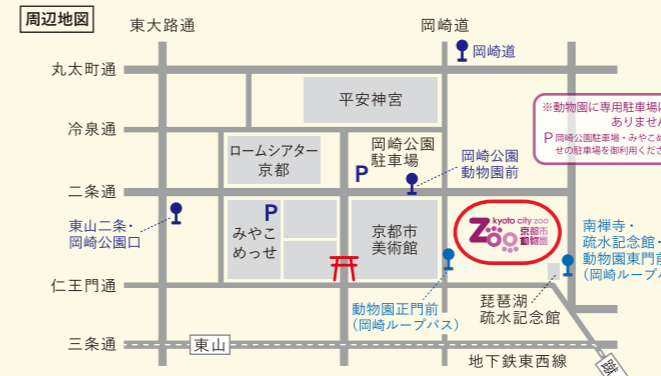 周辺地図
東大路通
岡崎道
丸太町通
岡崎道
平安神宮
※動物園に専用駐車場は
ありません
P 岡崎公園駐車場・みやこめ
せの駐車場を御利用くださ
冷泉通
ロームシアター
京都
岡崎公園
駐車場
P
岡崎公園
動物園前
二条通
東山二条・
岡崎公園口
P
みやこ
めっせ
京都市
美術館
kyoto city zoo
Zoo
京都市
動物園
南禅寺・
疏水記念館・
動物園東門前
(岡崎ループバ
仁王門通
動物園正門前
(岡崎ループバス)
琵琶湖
疏水記念館
三条通
東山
地下鉄東西線
蹴